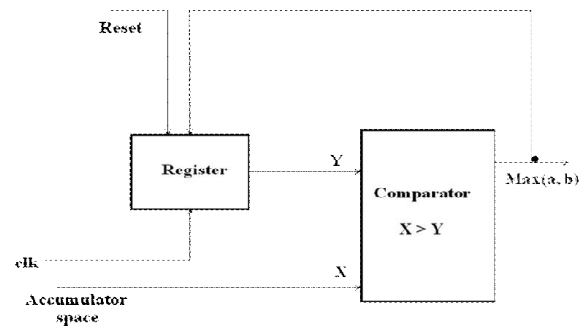 Reset
Register
Y
Comparator
X > Y
Max(a, b)
clk
X
Accumulator
space